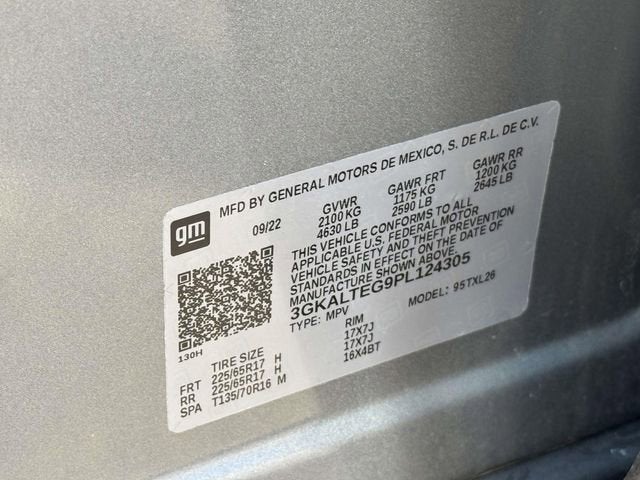 MFD BY GENERAL MOTORS DE MEXICO, S. DE R.L. DE C.V.
gm
09/22 GVWR GAWR FRT GAWR RR
2100 KG 1175 KG 1200 KG
4630 LB 2590 LB 2645 LB
THIS VEHICLE CONFORMS TO ALL
APPLICABLE U.S. FEDERAL MOTOR
VEHICLE SAFETY AND THEFT PREVENTION
STANDARDS IN EFFECT ON THE DATE OF
MANUFACTURE SHOWN ABOVE.
3GKALTEG9PL124305
TYPE: MPV MODEL: 95TXL26
130H
TIRE SIZE RIM
FRT 225/65R17 H 17X7J
RR 225/65R17 H 17X7J
SPA T135/70R16 M 16X4BT